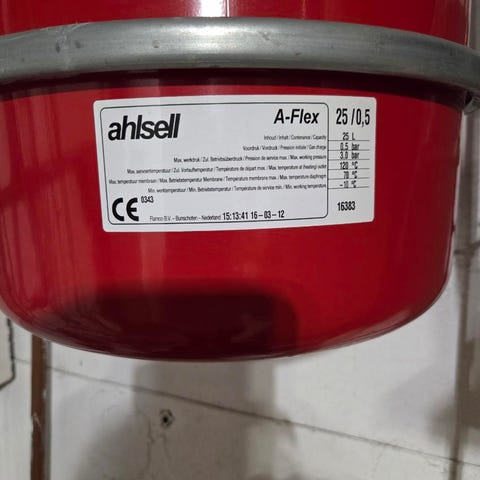 ahlsell
A-Flex 25 / 0,5
Inhoud / Inhalt / Contenance / Capacity 25 L
Voordruk / Vordruck / Pression initiale / Gas charge 0.5 bar
Max. werkdruk / Zul. Betriebsüberdruck / Pression de service max. / Max. working pressure 3.0 bar
Max. aanvoertemperatuur / Zul. Vorlauftemperatur / Température de départ max. / Max. temperature at (heating) outlet 120 °C
Max. temperatuur membraan / Max. Betriebstemperatur Membrane / Température membrane max. / Max. temperature diaphragm 70 °C
Min. werktemperatuur / Min. Betriebstemperatur / Température de service min. / Min. working temperature -10 °C
CE 0343
Flamco B.V. - Bunschoten - Nederland 15:13:41 16-03-12
16383